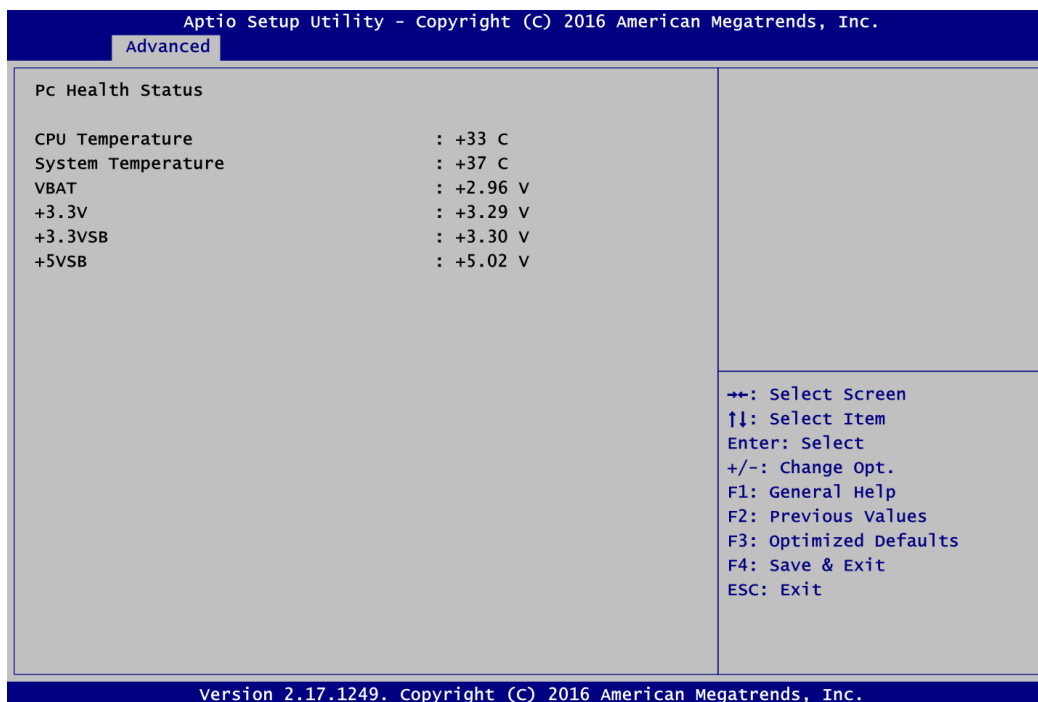 Aptio Setup Utility - Copyright (C) 2016 American Megatrends, Inc.
Advanced
Pc Health Status
CPU Temperature : +33 C
System Temperature : +37 C
VBAT : +2.96 V
+3.3V : +3.29 V
+3.3VSB : +3.30 V
+5VSB : +5.02 V
→←: Select Screen
↑↓: Select Item
Enter: Select
+/-: Change Opt.
F1: General Help
F2: Previous Values
F3: Optimized Defaults
F4: Save & Exit
ESC: Exit
Version 2.17.1249. Copyright (C) 2016 American Megatrends, Inc.